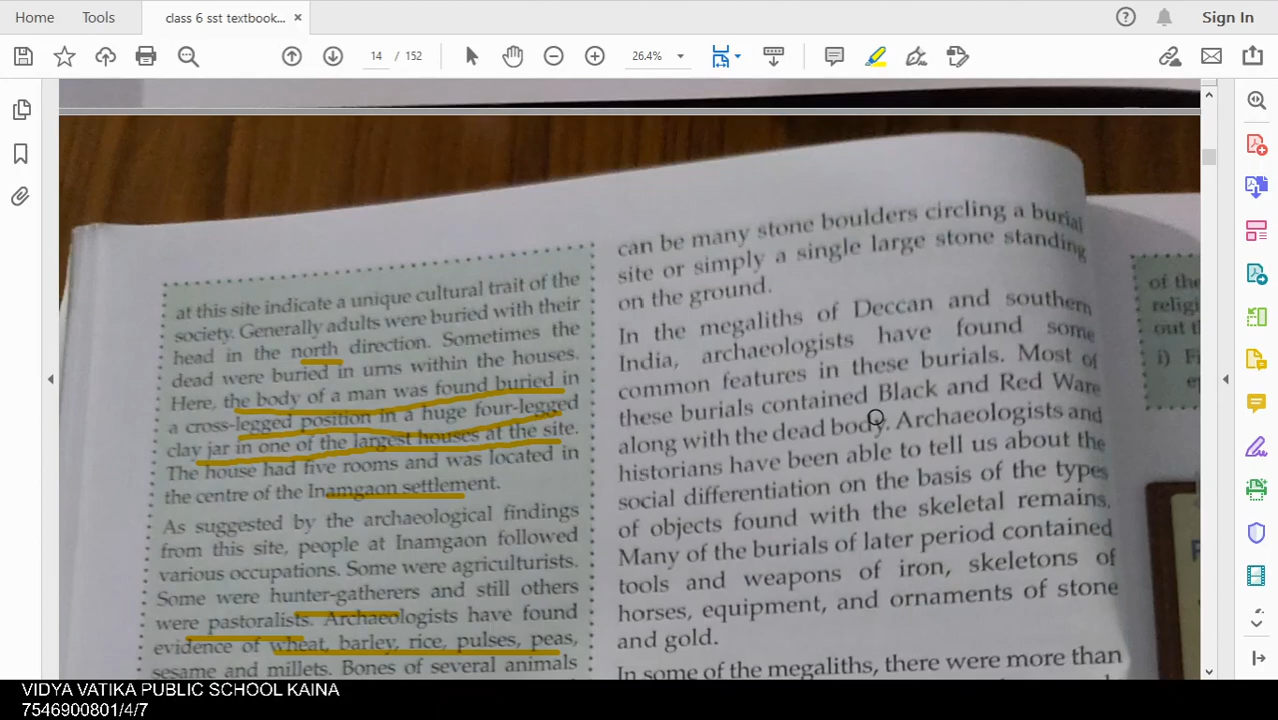 Home
Tools
class 6 sst textbook...
Sign In
14 / 152
26.4%
at this site indicate a unique cultural trait of the
society. Generally adults were buried with their
head in the north direction. Sometimes the
dead were buried in urns within the houses.
Here, the body of a man was found buried in
a cross-legged position in a huge four-legged
clay jar in one of the largest houses at the site.
The house had five rooms and was located in
the centre of the Inamgaon settlement.
As suggested by the archaeological findings
from this site, people at Inamgaon followed
various occupations. Some were agriculturists.
Some were hunter-gatherers and still others
were pastoralists. Archaeologists have found
evidence of wheat, barley, rice, pulses, peas,
sesame and millets. Bones of several animals
can be many stone boulders circling a burial
site or simply a single large stone standing
on the ground.
In the megaliths of Deccan and southern
India, archaeologists have found some
common features in these burials. Most of
these burials contained Black and Red Ware
along with the dead body. Archaeologists and
historians have been able to tell us about the
social differentiation on the basis of the types
of objects found with the skeletal remains.
Many of the burials of later period contained
tools and weapons of iron, skeletons of
horses, equipment, and ornaments of stone
and gold.
In some of the megaliths, there were more than
of the
religi
out t
i) F
VIDYA VATIKA PUBLIC SCHOOL KAINA
7546900801/4/7